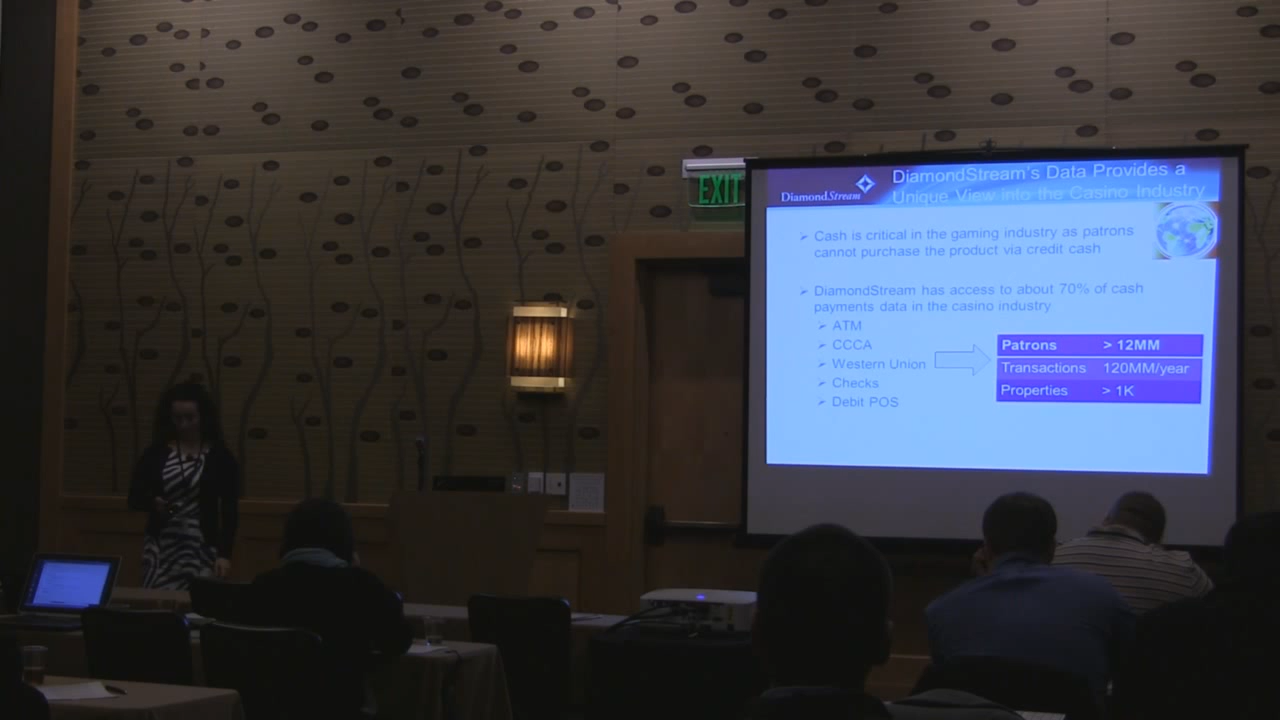 EXIT
DiamondStream
DiamondStream's Data Provides a
Unique View into the Casino Industry
➢ Cash is critical in the gaming industry as patrons
cannot purchase the product via credit cash
➢ DiamondStream has access to about 70% of cash
payments data in the casino industry
➢ ATM
➢ CCCA
➢ Western Union
➢ Checks
➢ Debit POS
Patrons > 12MM
Transactions 120MM/year
Properties > 1K